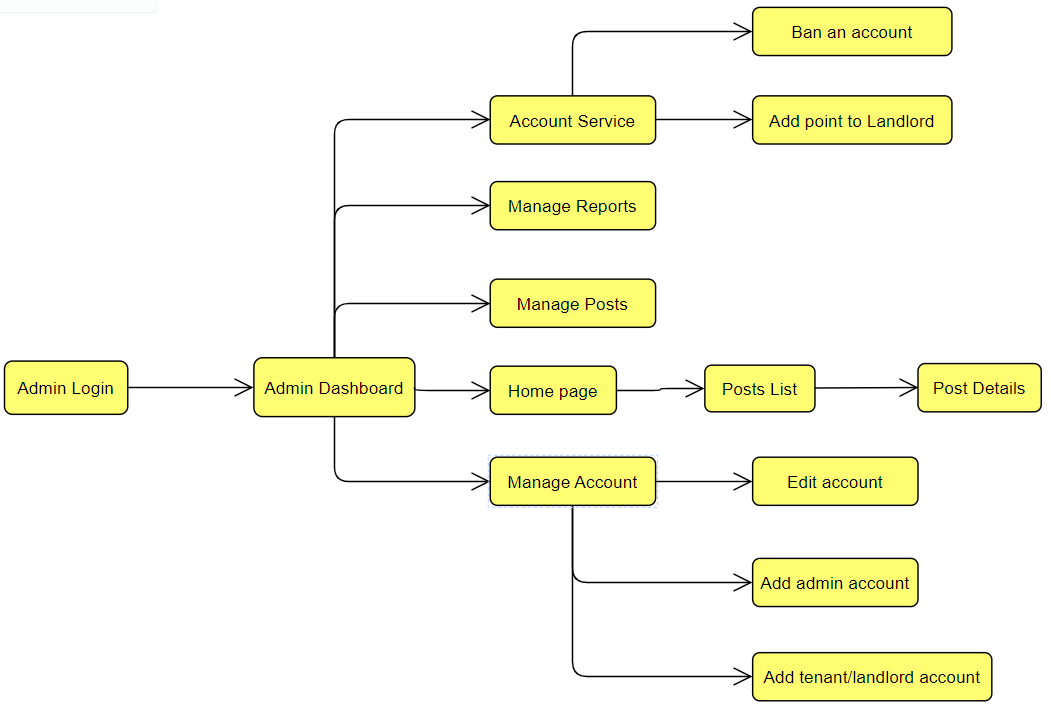 Ban an account
Account Service
Add point to Landlord
Manage Reports
Manage Posts
Admin Login
Admin Dashboard
Home page
Posts List
Post Details
Manage Account
Edit account
Add admin account
Add tenant/landlord account